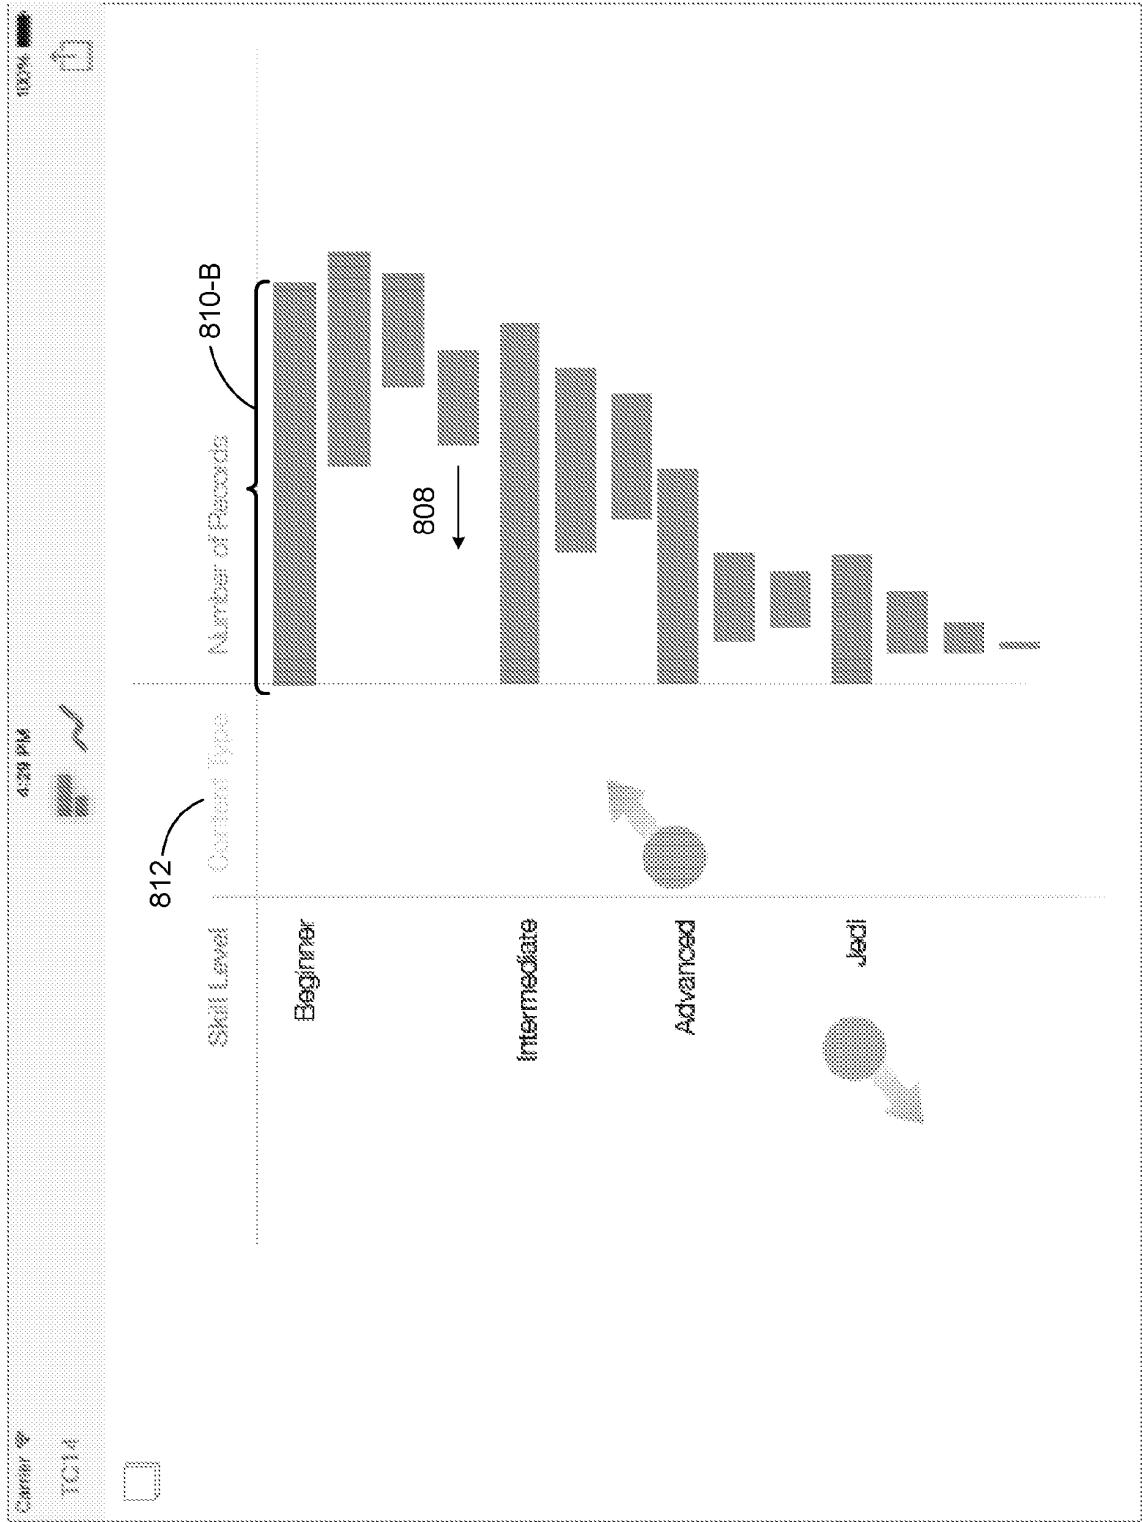 Carrier 4:29 PM 100%
TC14
812
810-B
Skill Level Content Type Number of Records
Beginner
808
Intermediate
Advanced
Jedi